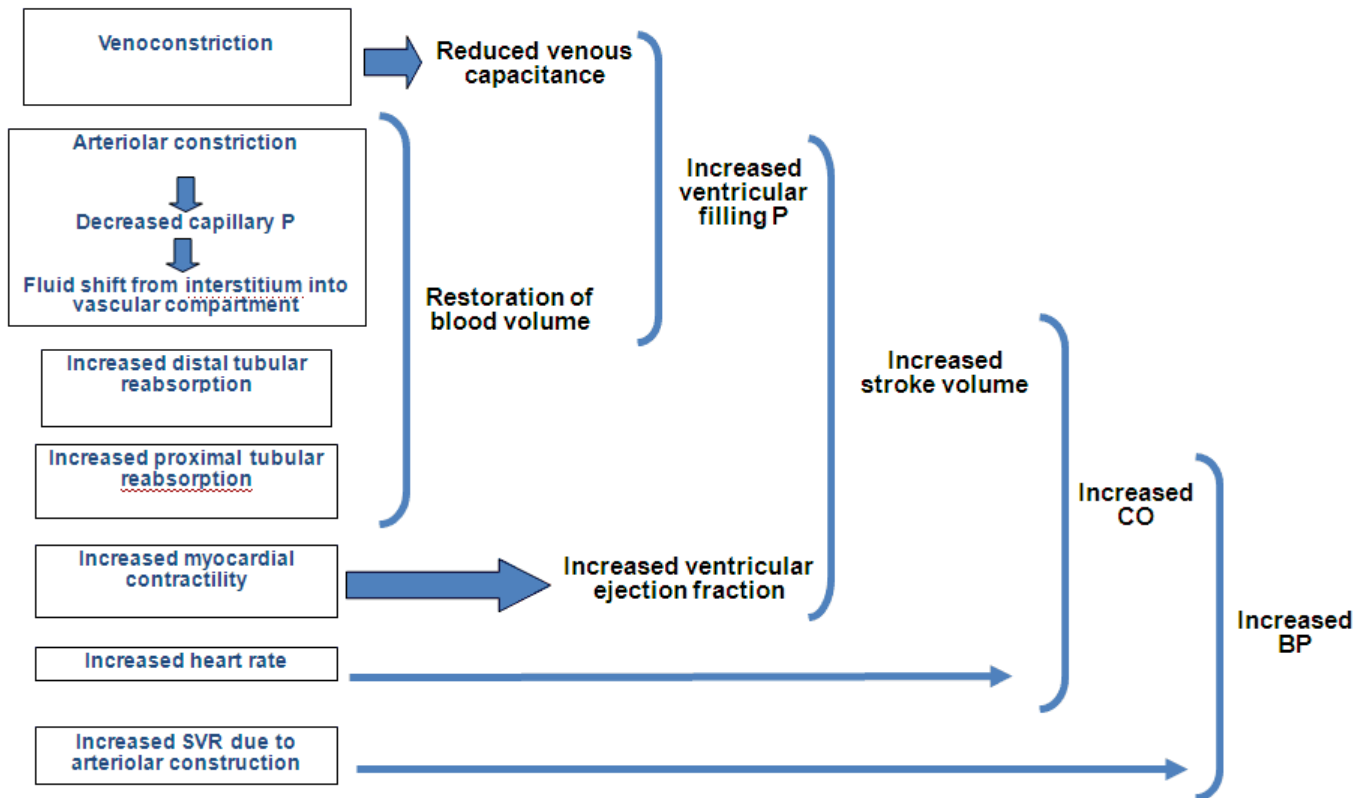 Venoconstriction
Reduced venous
capacitance
Arteriolar constriction
Decreased capillary P
Fluid shift from interstitium into
vascular compartment
Increased
ventricular
filling P
Restoration of
blood volume
Increased distal tubular
reabsorption
Increased
stroke volume
Increased proximal tubular
reabsorption
Increased
CO
Increased myocardial
contractility
Increased ventricular
ejection fraction
Increased
BP
Increased heart rate
Increased SVR due to
arteriolar construction